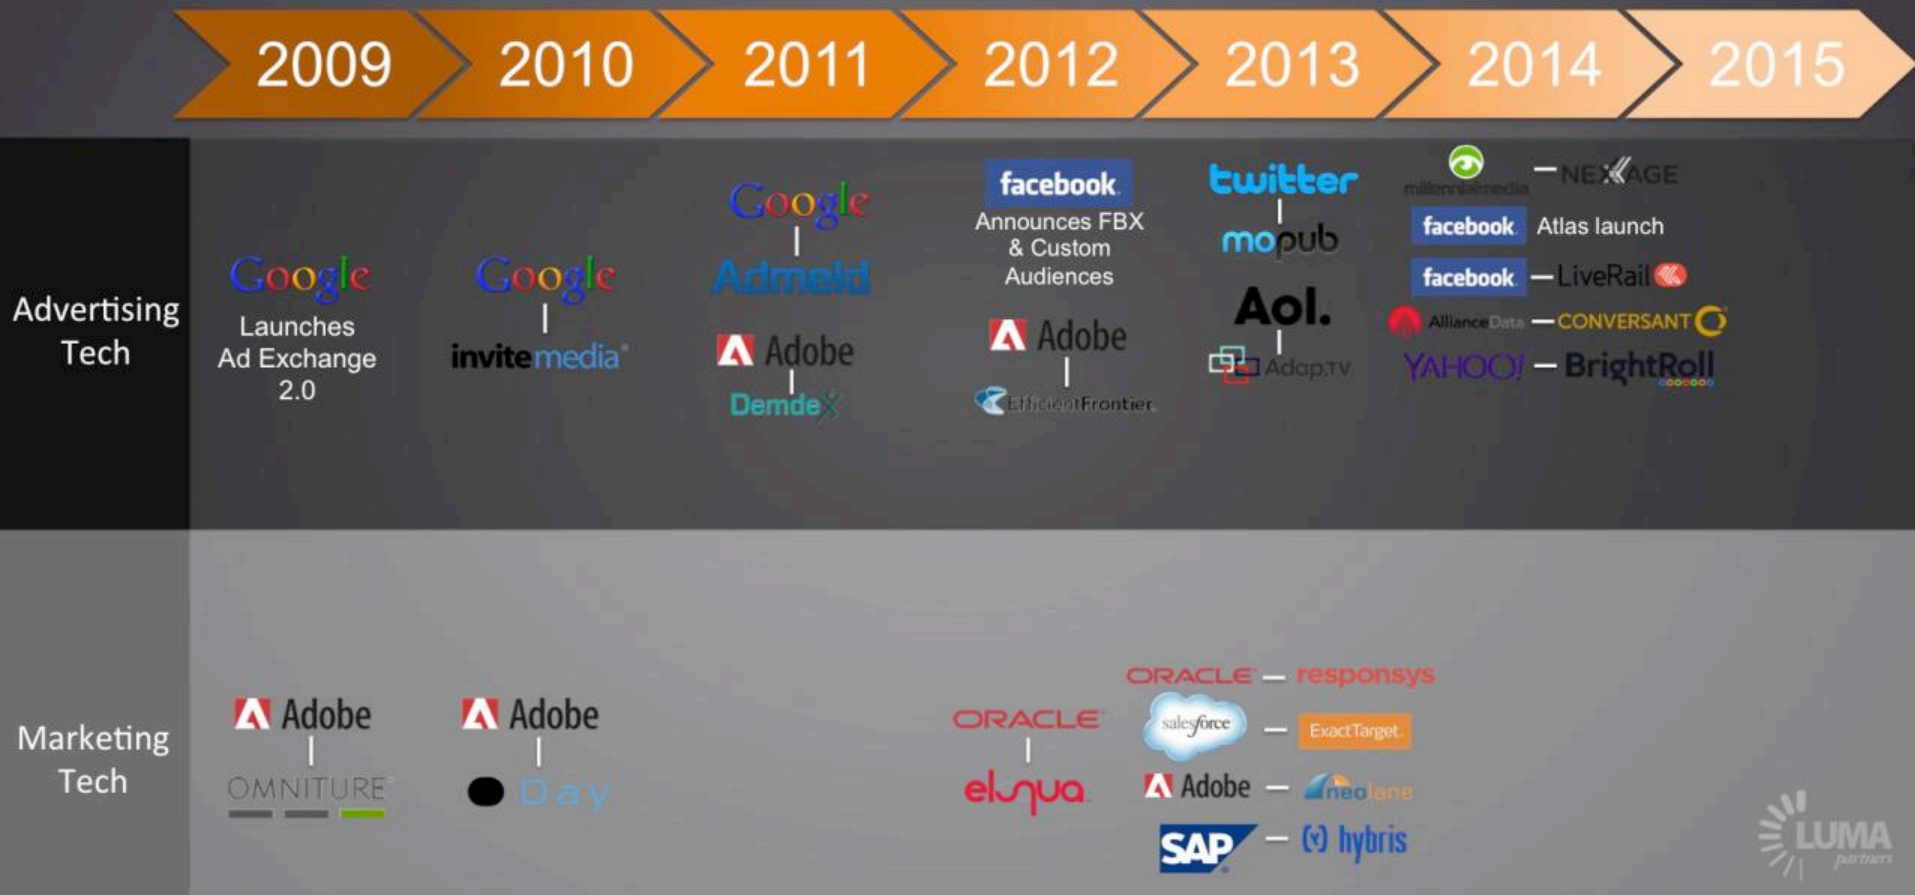 2009 2010 2011 2012 2013 2014 2015
Advertising
Tech
Google
Launches
Ad Exchange
2.0
Google
invitemedia
Google
Admeld
Adobe
Demdex
facebook
Announces FBX
& Custom
Audiences
Adobe
EfficientFrontier
twitter
mopub
Aol.
Adap.tv
millennialmedia — NEXAGE
facebook Atlas launch
facebook — LiveRail
AllianceData — CONVERSANT
YAHOO! — BrightRoll
Marketing
Tech
Adobe
OMNITURE
Adobe
Day
ORACLE
eloqua
ORACLE — responsys
salesforce — ExactTarget.
Adobe — neolane
SAP — (y) hybris
LUMA
partners